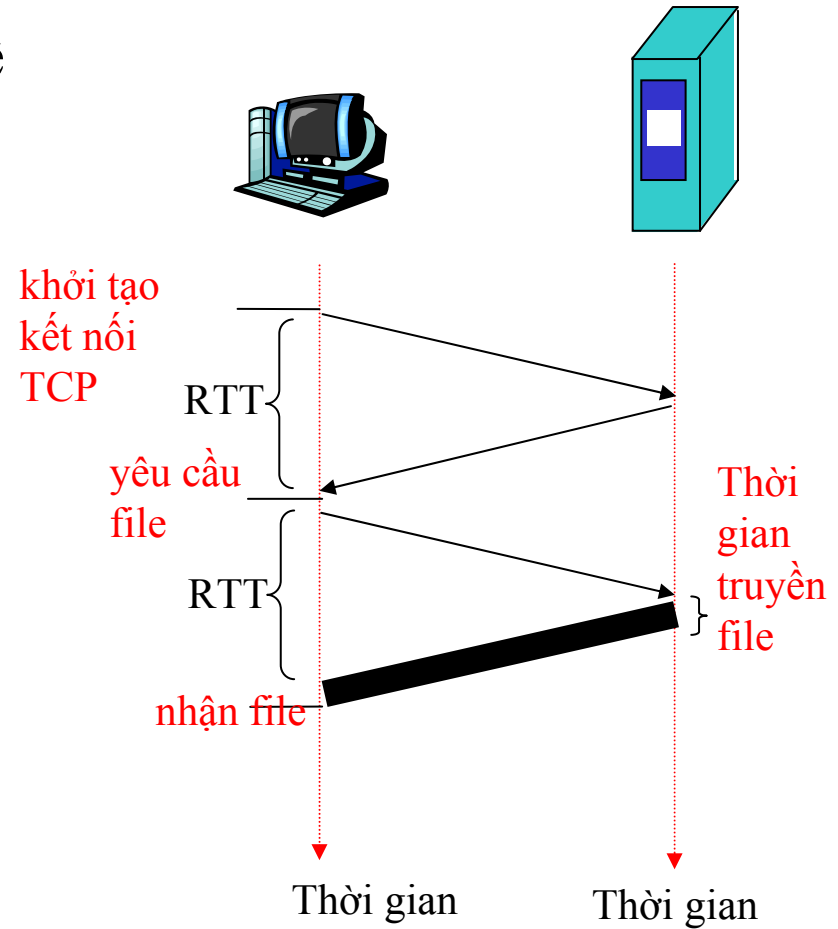 khởi tạo
kết nối
TCP
RTT
yêu cầu
file
RTT
nhận file
Thời
gian
truyền
file
Thời gian
Thời gian